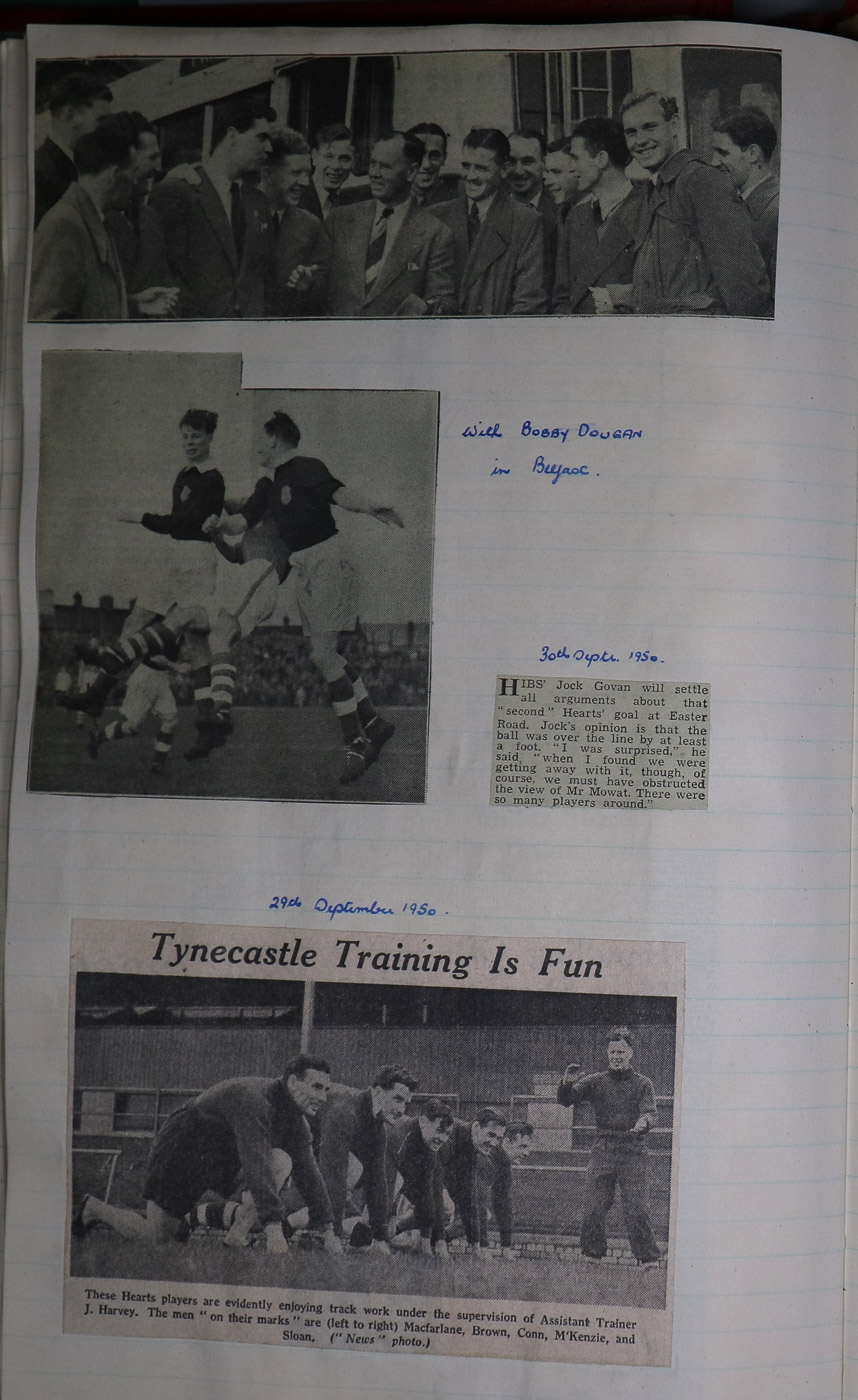 With BOBBY DOUGAN
in Belfast.
30th Septr. 1950.
HIBS' Jock Govan will settle
all arguments about that
"second" Hearts' goal at Easter
Road. Jock's opinion is that the
ball was over the line by at least
a foot. "I was surprised," he
said, "when I found we were
getting away with it, though, of
course, we must have obstructed
the view of Mr Mowat. There were
so many players around."
29th September 1950.
Tynecastle Training Is Fun
These Hearts players are evidently enjoying track work under the supervision of Assistant Trainer
J. Harvey. The men "on their marks" are (left to right) Macfarlane, Brown, Conn, M'Kenzie, and
Sloan. ("News" photo.)